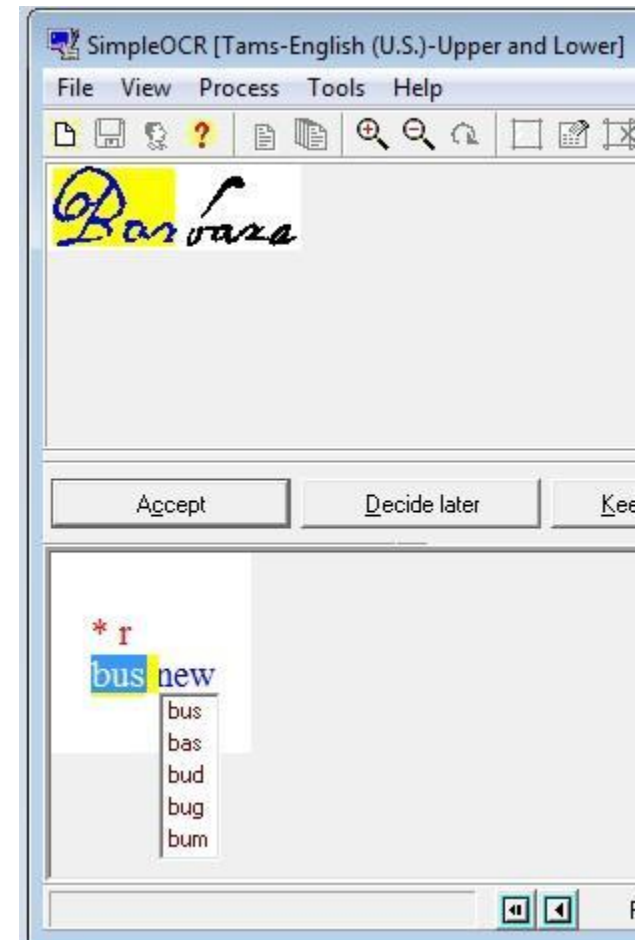 SimpleOCR [Tams-English (U.S.)-Upper and Lower]
File View Process Tools Help
Barbara
Accept Decide later Kee
* r
bus new
bus
bas
bud
bug
bum